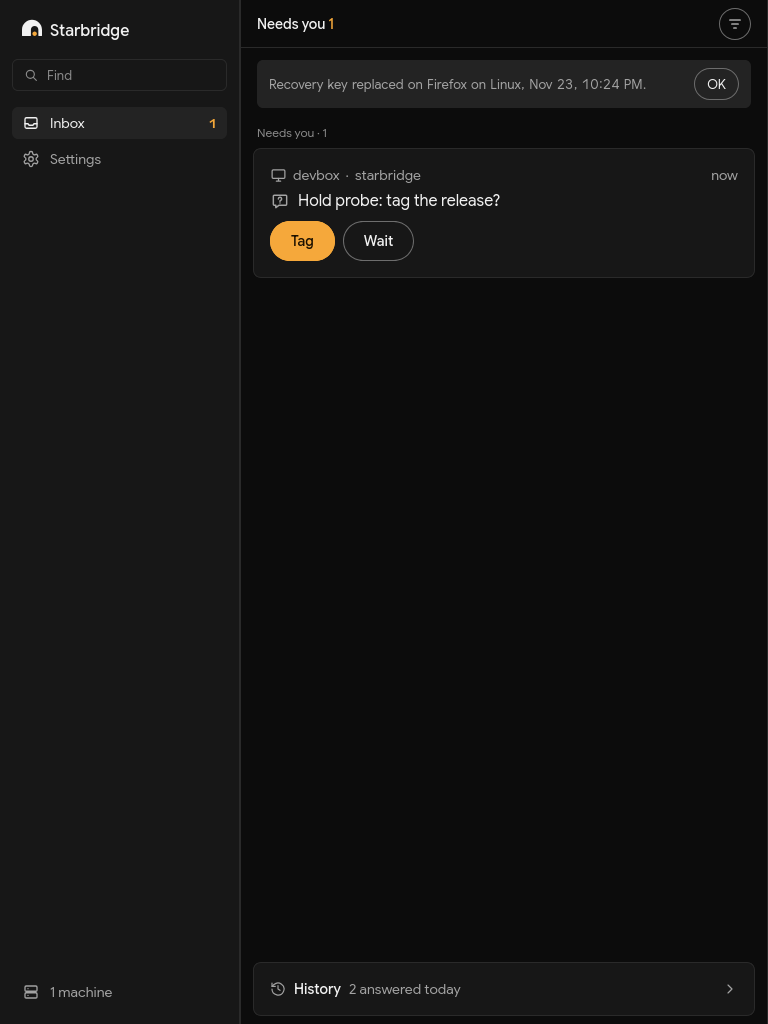 Starbridge
Find
Inbox 1
Settings
1 machine
Needs you 1
Recovery key replaced on Firefox on Linux, Nov 23, 10:24 PM.
OK
Needs you · 1
devbox · starbridge
now
Hold probe: tag the release?
Tag
Wait
History 2 answered today